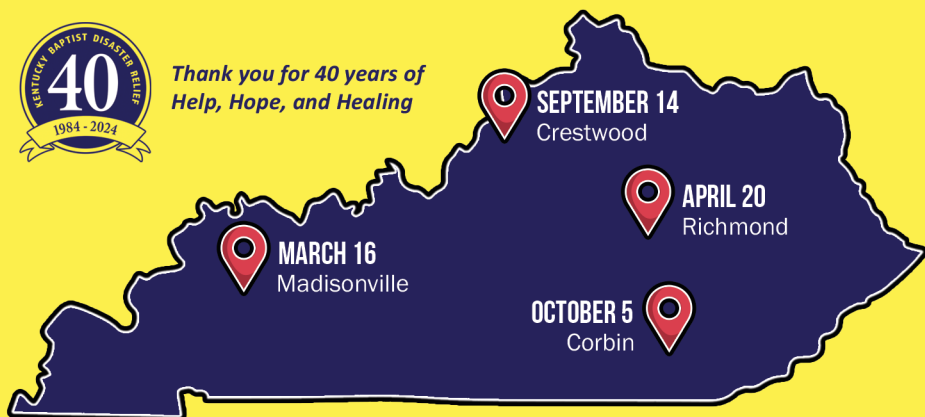 KENTUCKY BAPTIST DISASTER RELIEF
40
1984 - 2024
Thank you for 40 years of
Help, Hope, and Healing
SEPTEMBER 14
Crestwood
APRIL 20
Richmond
MARCH 16
Madisonville
OCTOBER 5
Corbin